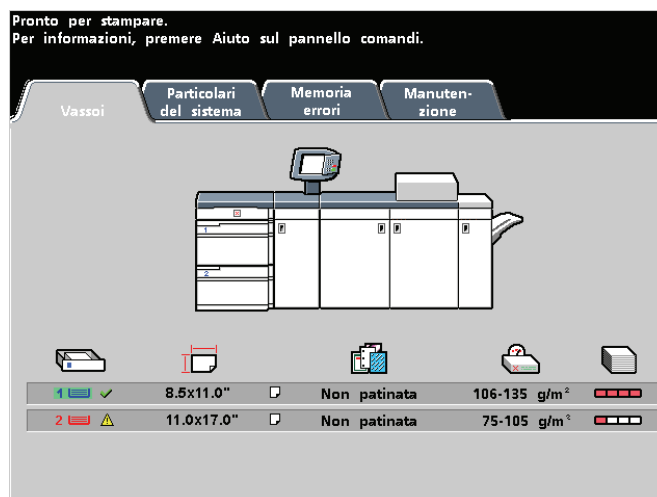 Pronto per stampare.
Per informazioni, premere Aiuto sul pannello comandi.
Vassoi
Particolari del sistema
Memoria errori
Manuten-
zione
1
2
1 8.5x11.0" Non patinata 106-135 g/m²
2 11.0x17.0" Non patinata 75-105 g/m²